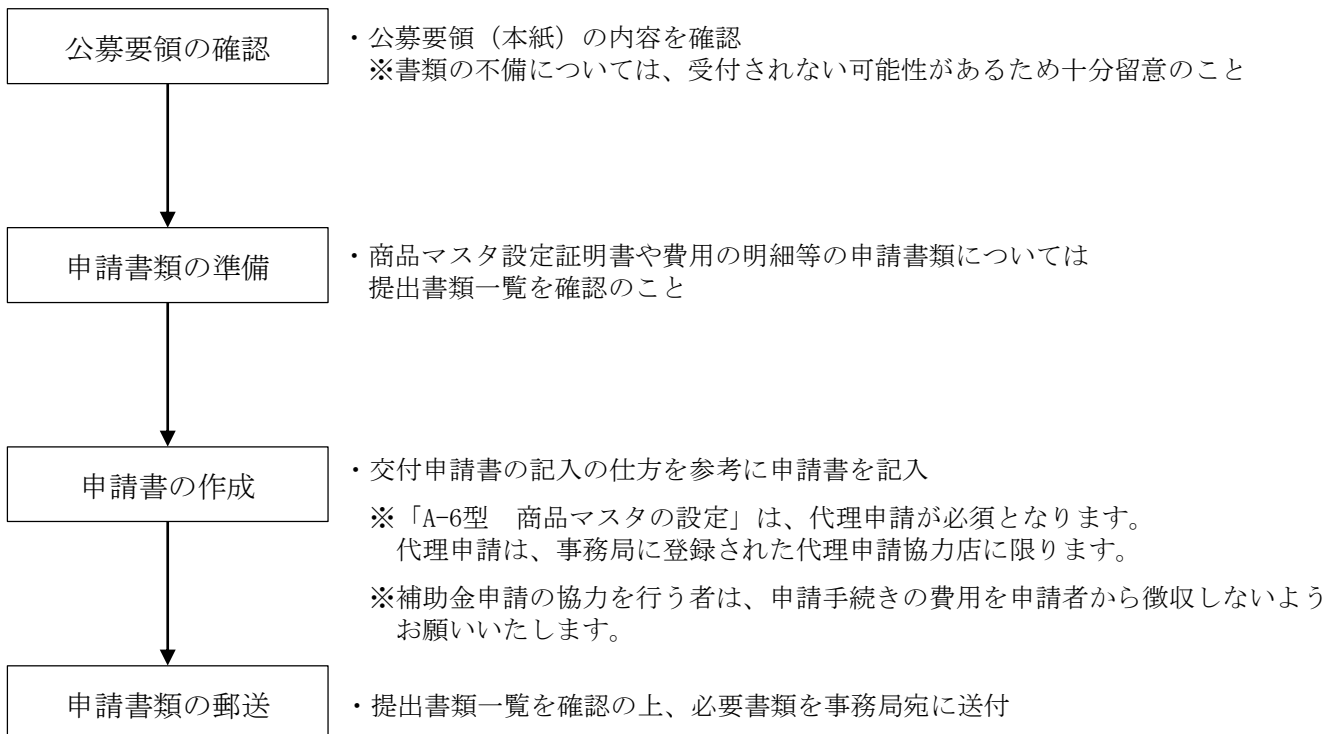 公募要領の確認
・公募要領（本紙）の内容を確認
※書類の不備については、受付されない可能性があるため十分留意のこと
申請書類の準備
・商品マスタ設定証明書や費用の明細等の申請書類については
提出書類一覧を確認のこと
申請書の作成
・交付申請書の記入の仕方を参考に申請書を記入
※「A-6型　商品マスタの設定」は、代理申請が必須となります。
代理申請は、事務局に登録された代理申請協力店に限ります。
※補助金申請の協力を行う者は、申請手続きの費用を申請者から徴収しないよう
お願いいたします。
申請書類の郵送
・提出書類一覧を確認の上、必要書類を事務局宛に送付